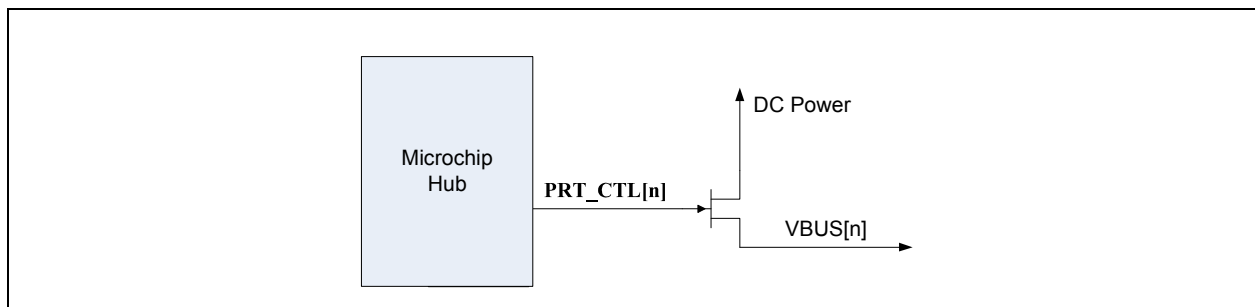 DC Power
Microchip
Hub
PRT_CTL[n]
VBUS[n]